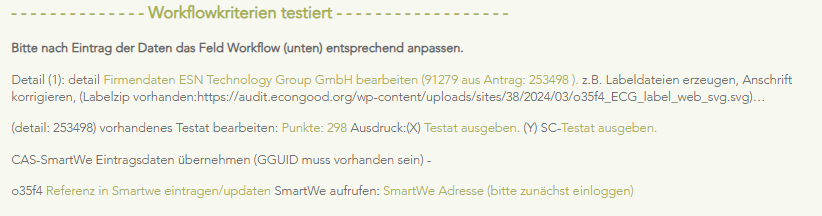 - - - - - - - - - - - - - - Workflowkriterien testiert - - - - - - - - - - - - - - - - - -
Bitte nach Eintrag der Daten das Feld Workflow (unten) entsprechend anpassen.
Detail (1): detail Firmendaten ESN Technology Group GmbH bearbeiten (91279 aus Antrag: 253498 ). z.B. Labeldateien erzeugen, Anschrift
korrigieren, (Labelzip vorhanden:https://audit.econgood.org/wp-content/uploads/sites/38/2024/03/o35f4_ECG_label_web_svg.svg)…
(detail: 253498) vorhandenes Testat bearbeiten: Punkte: 298 Ausdruck:(X) Testat ausgeben. (Y) SC-Testat ausgeben.
CAS-SmartWe Eintragsdaten übernehmen (GGUID muss vorhanden sein) -
o35f4 Referenz in Smartwe eintragen/updaten SmartWe aufrufen: SmartWe Adresse (bitte zunächst einloggen)